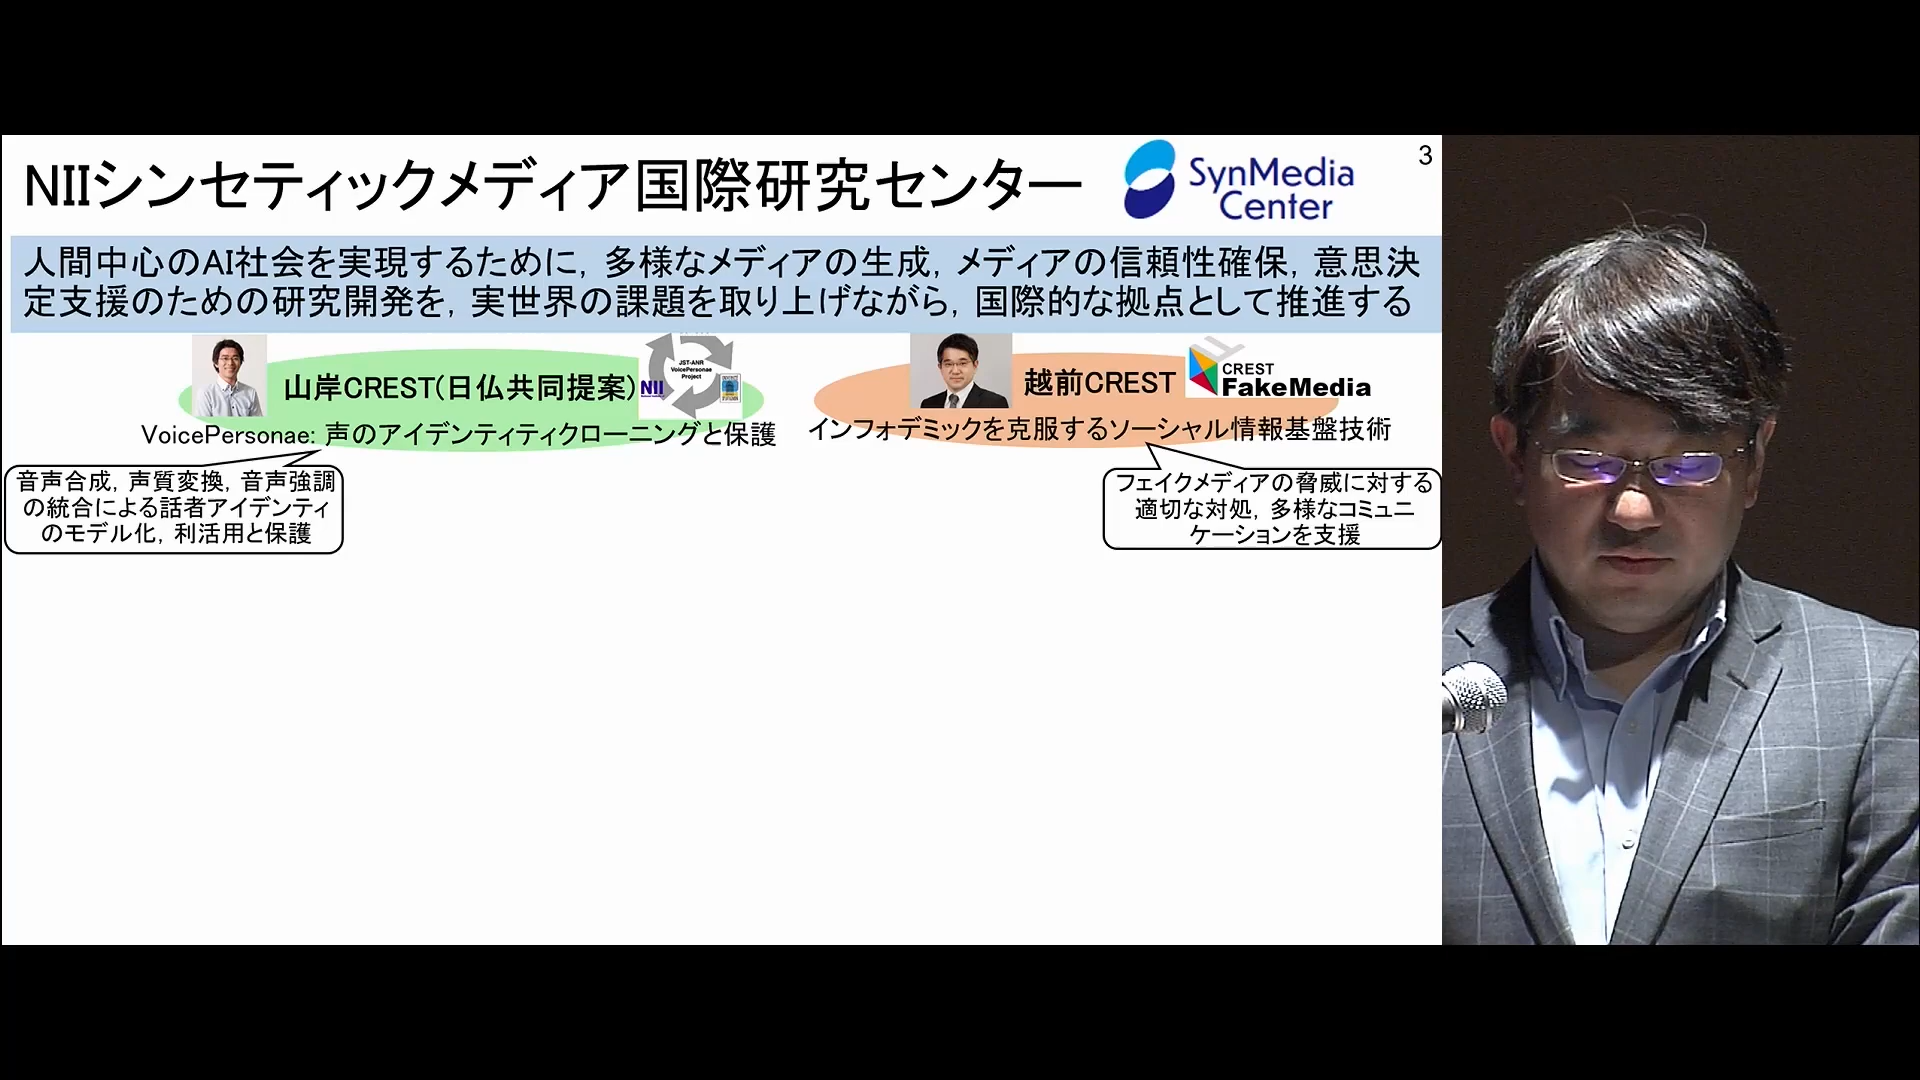 NIIシンセティックメディア国際研究センター
SynMedia
Center
3
人間中心のAI社会を実現するために，多様なメディアの生成，メディアの信頼性確保，意思決
定支援のための研究開発を，実世界の課題を取り上げながら，国際的な拠点として推進する
山岸CREST(日仏共同提案)
NII
JST-ANR
VoicePersonae
Project
VoicePersonae: 声のアイデンティティクローニングと保護
音声合成，声質変換，音声強調
の統合による話者アイデンティ
のモデル化，利活用と保護
越前CREST
CREST
FakeMedia
インフォデミックを克服するソーシャル情報基盤技術
フェイクメディアの脅威に対する
適切な対処，多様なコミュニ
ケーションを支援